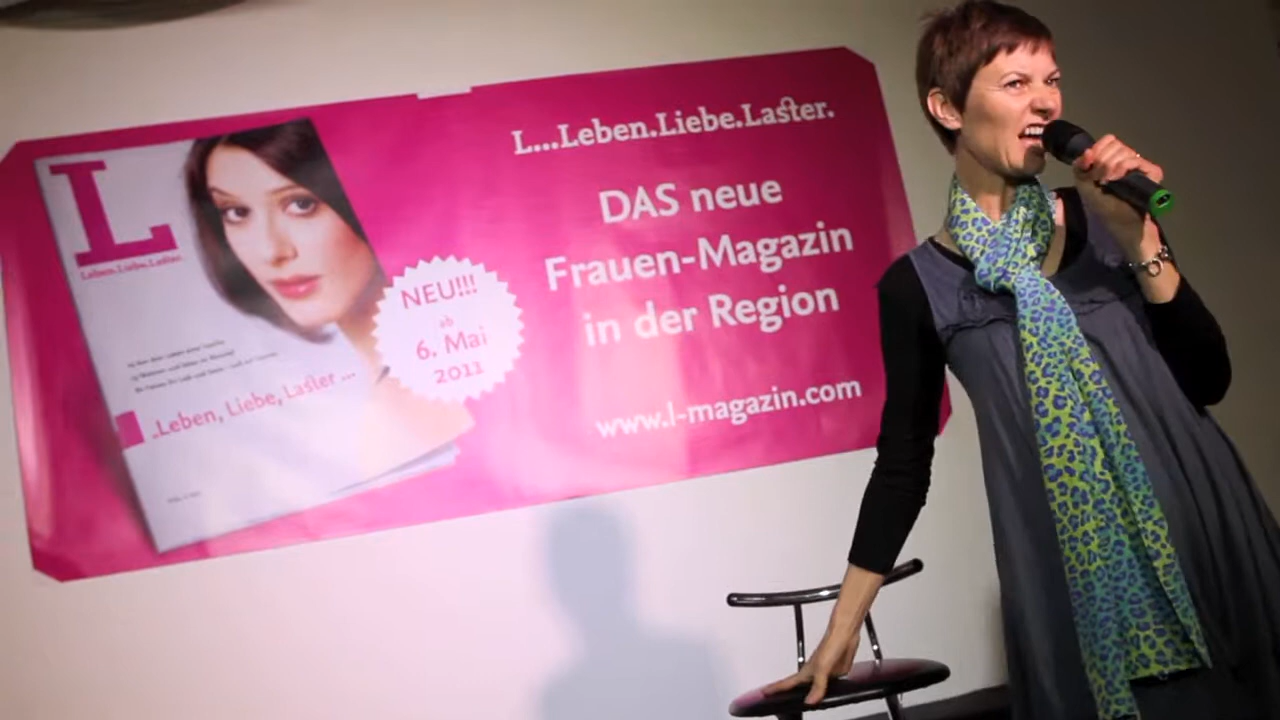 L
Leben.Liebe.Laster.
„Leben, Liebe, Laster ...
NEU!!!
ab
6. Mai
2011
L...Leben.Liebe.Laster.
DAS neue
Frauen-Magazin
in der Region
www.l-magazin.com